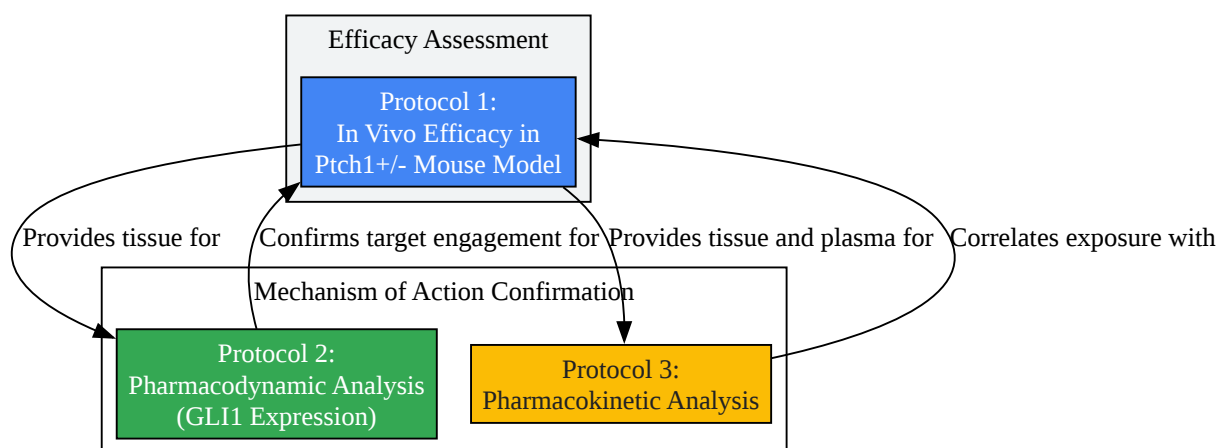 Efficacy Assessment
Protocol 1:
In Vivo Efficacy in
Ptch1+/- Mouse Model
Provides tissue for
Confirms target engagement for
Provides tissue and plasma for
Correlates exposure with
Mechanism of Action Confirmation
Protocol 2:
Pharmacodynamic Analysis
(GLI1 Expression)
Protocol 3:
Pharmacokinetic Analysis